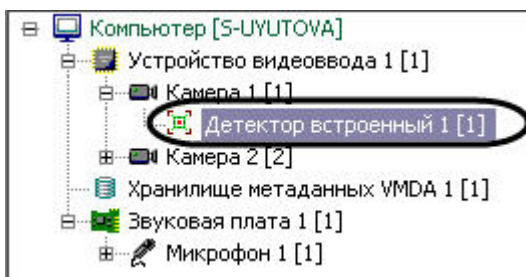 Компьютер [S-UYUTOVA]
Устройство видеоввода 1 [1]
Камера 1 [1]
Детектор встроенный 1 [1]
Камера 2 [2]
Хранилище метаданных VMDA 1 [1]
Звуковая плата 1 [1]
Микрофон 1 [1]